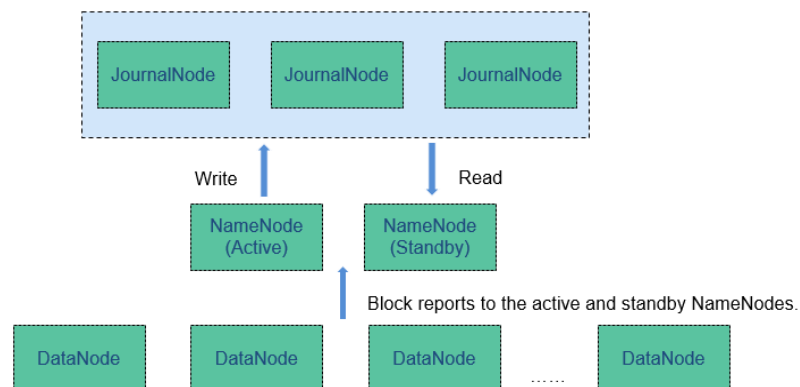 JournalNode
JournalNode
JournalNode
Write
Read
NameNode
(Active)
NameNode
(Standby)
Block reports to the active and standby NameNodes.
DataNode
DataNode
DataNode
......
DataNode